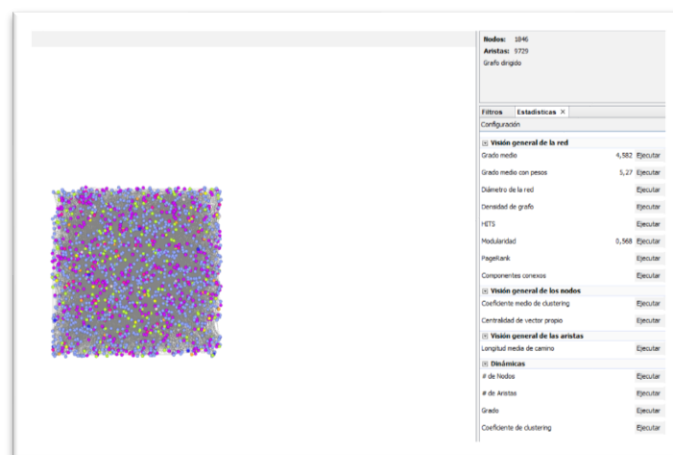 Nodos: 1846
Aristas: 9729
Grafo dirigido
Filtros Estadísticas ×
Configuración
Visión general de la red
Grado medio 4,582 Ejecutar
Grado medio con pesos 5,27 Ejecutar
Diámetro de la red Ejecutar
Densidad de grafo Ejecutar
HITS Ejecutar
Modularidad 0,568 Ejecutar
PageRank Ejecutar
Componentes conexos Ejecutar
Visión general de los nodos
Coeficiente medio de clustering Ejecutar
Centralidad de vector propio Ejecutar
Visión general de las aristas
Longitud media de camino Ejecutar
Dinámicas
# de Nodos Ejecutar
# de Aristas Ejecutar
Grado Ejecutar
Coeficiente de clustering Ejecutar